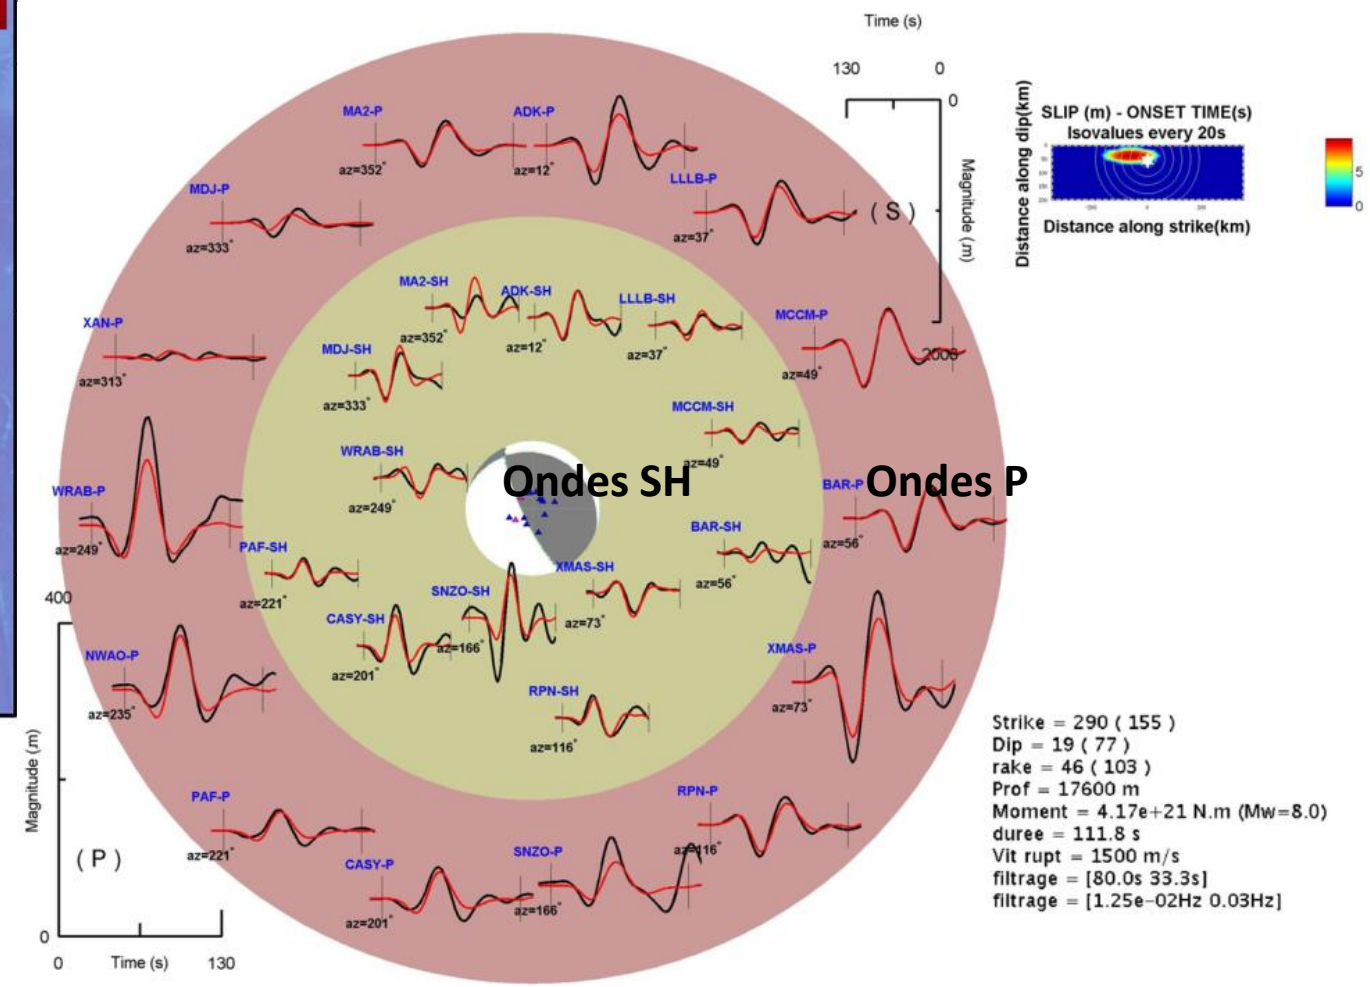 Time (s)
130
0
0
Magnitude (.m)
( S )
2003
SLIP (m) - ONSET TIME(s)
Isovalues every 20s
Distance along dip(km)
Distance along strike(km)
5
0
MA2-P
az=352°
ADK-P
az=12°
MDJ-P
az=333°
LLLB-P
az=37°
XAN-P
az=313°
MCCM-P
az=49°
MA2-SH
az=352°
ADK-SH
az=12°
LLLB-SH
az=37°
MDJ-SH
az=333°
MCCM-SH
az=49°
WRAB-SH
az=249°
Ondes SH
Ondes P
WRAB-P
az=249°
BAR-P
az=56°
BAR-SH
az=56°
PAF-SH
az=221°
XMAS-SH
az=73°
SNZO-SH
az=166°
CASY-SH
az=201°
RPN-SH
az=116°
NWAO-P
az=235°
XMAS-P
az=73°
PAF-P
az=221°
CASY-P
az=201°
SNZO-P
az=166°
RPN-P
az=116°
400
Magnitude (.m)
( P )
0
0
Time (s)
130
Strike = 290 ( 155 )
Dip = 19 ( 77 )
rake = 46 ( 103 )
Prof = 17600 m
Moment = 4.17e+21 N.m (Mw=8.0)
duree = 111.8 s
Vit rupt = 1500 m/s
filtrage = [80.0s 33.3s]
filtrage = [1.25e−02Hz 0.03Hz]